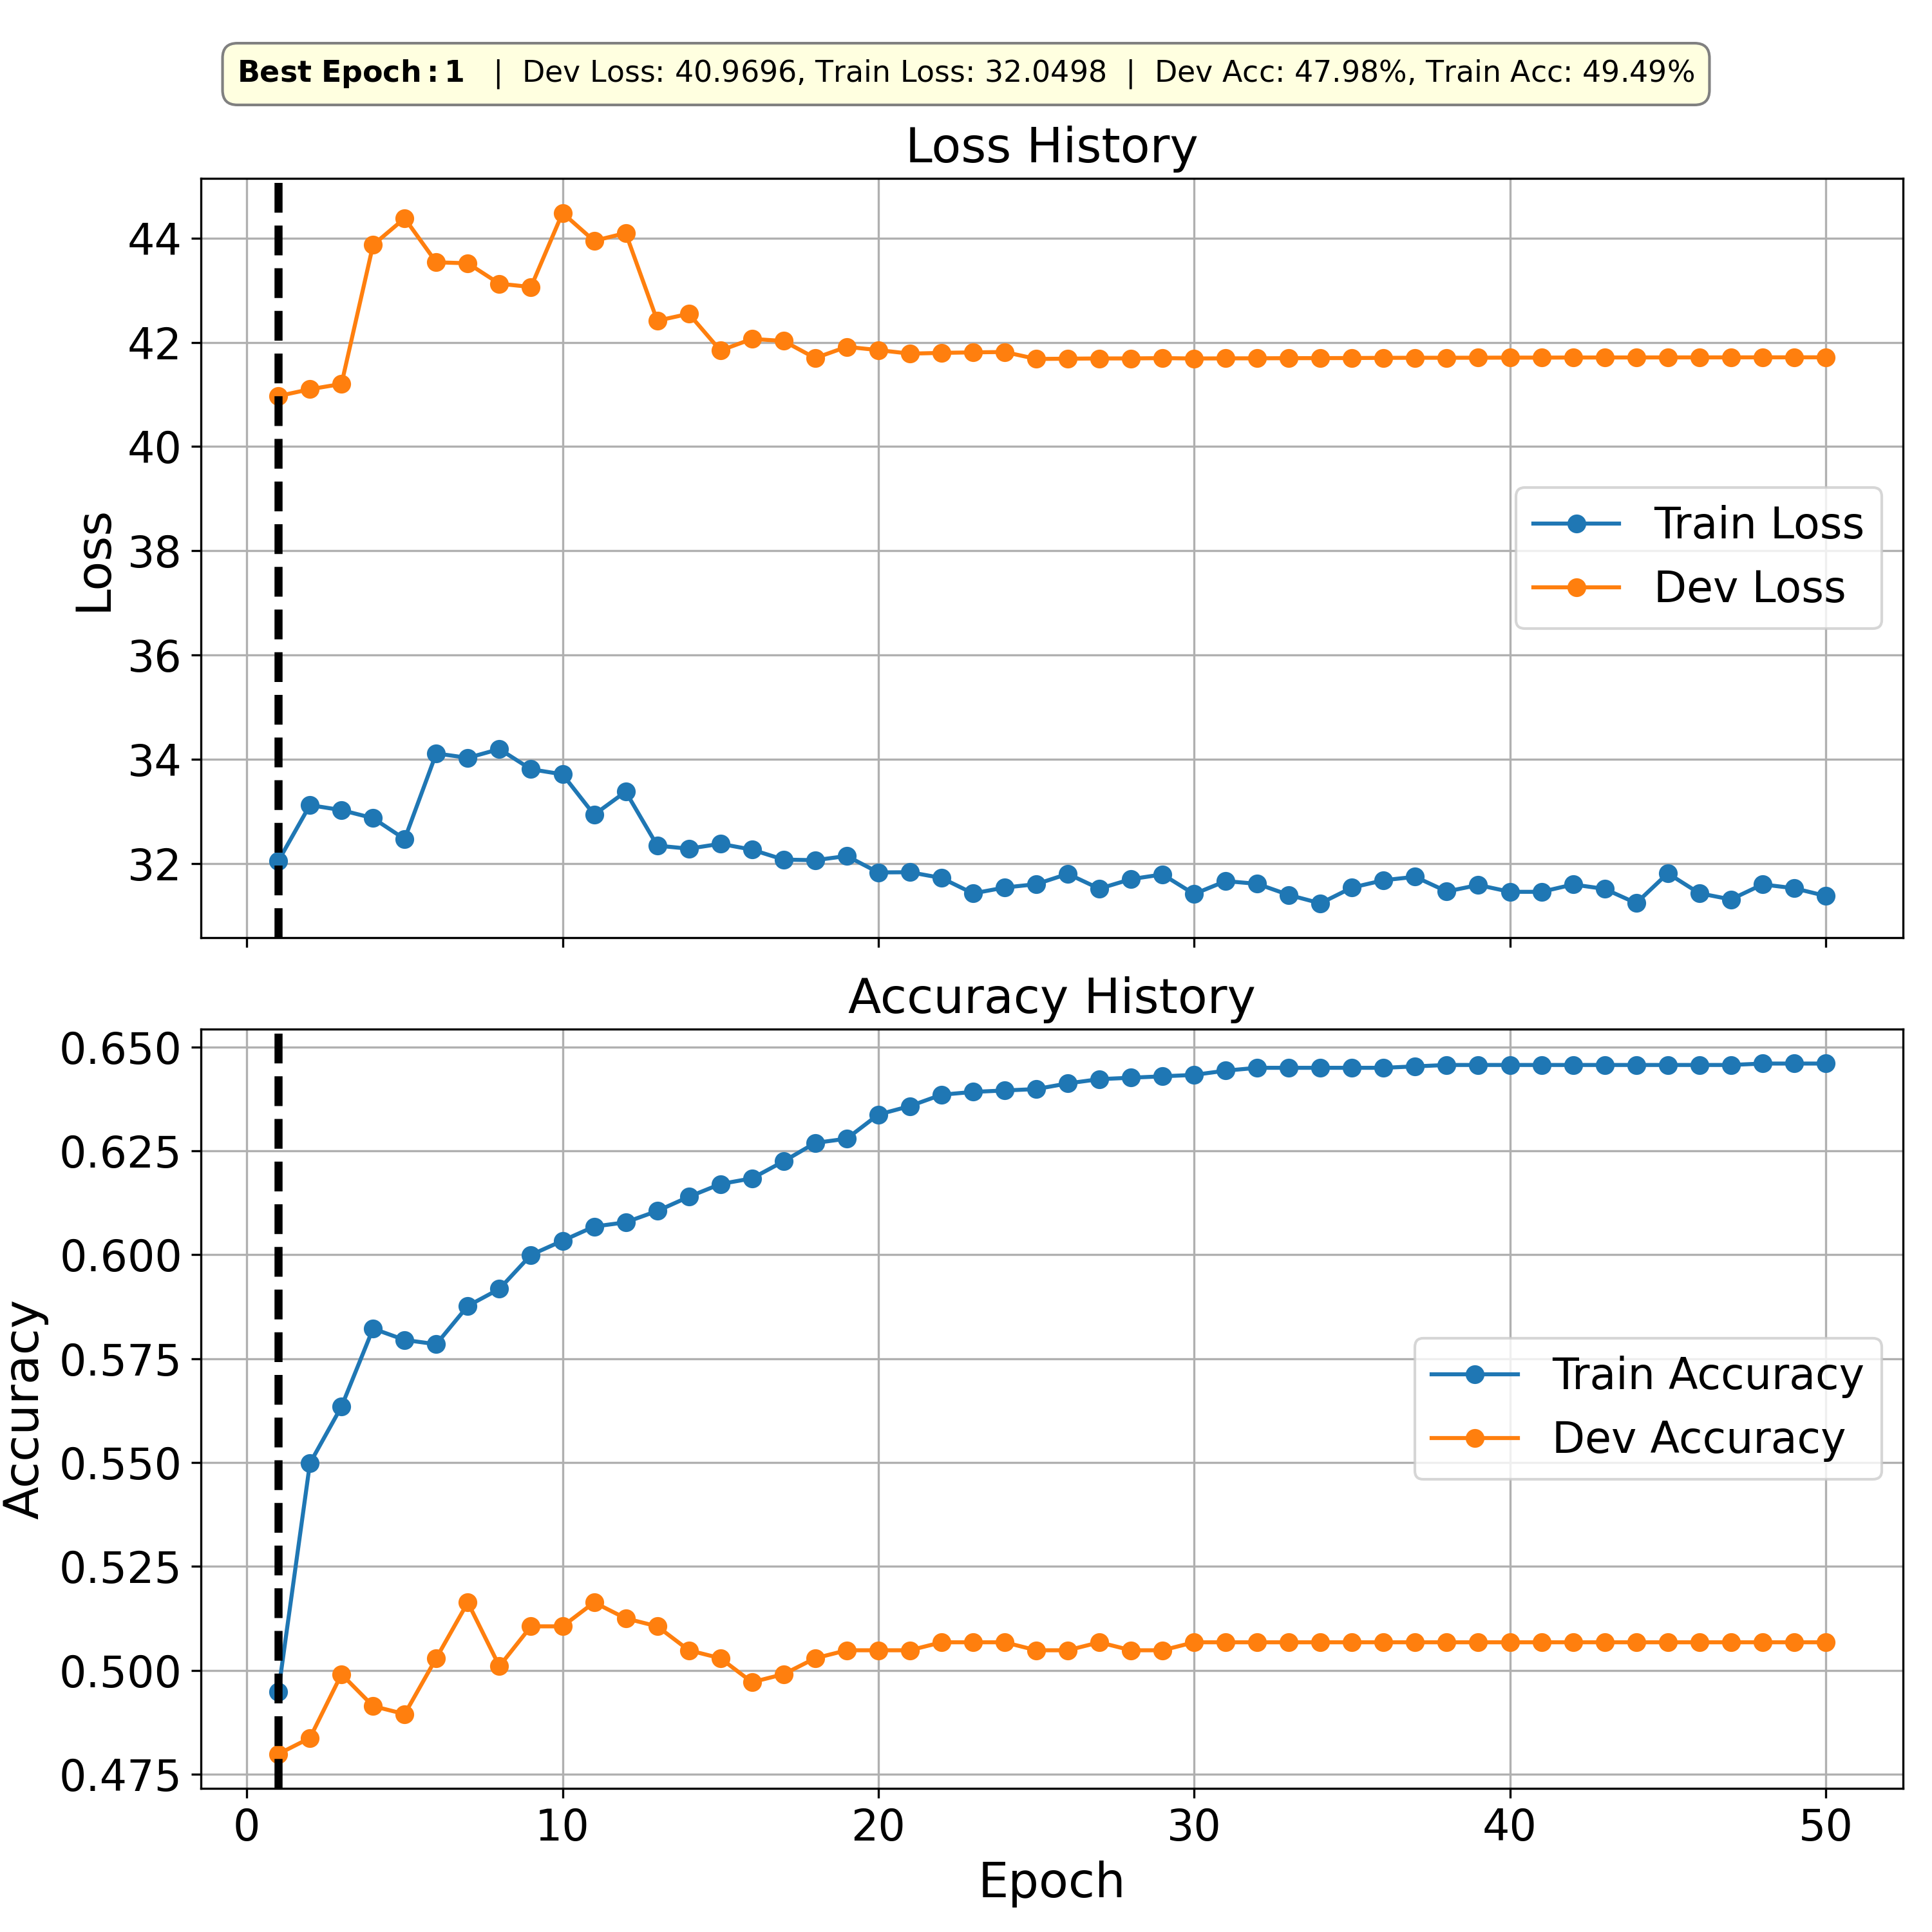 Best Epoch: 1 | Dev Loss: 40.9696, Train Loss: 32.0498 | Dev Acc: 47.98%, Train Acc: 49.49%
Loss History
44
42
40
38
36
34
32
Loss
Train Loss
Dev Loss
Accuracy History
0.650
0.625
0.600
0.575
0.550
0.525
0.500
0.475
Accuracy
Train Accuracy
Dev Accuracy
0 10 20 30 40 50
Epoch